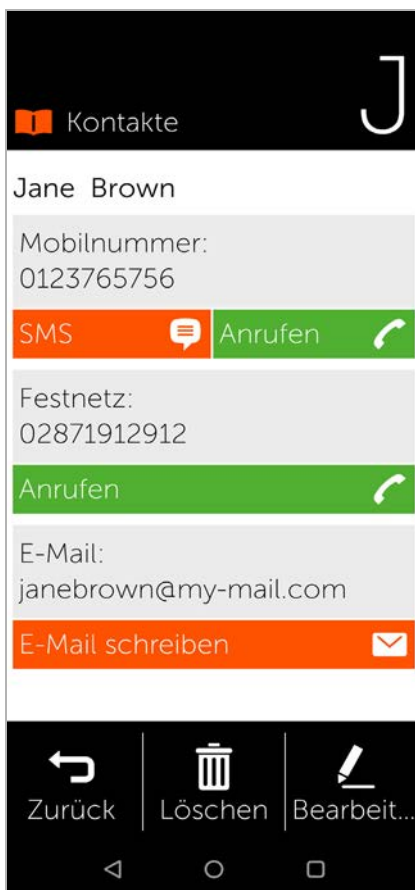 J
Kontakte
Jane Brown
Mobilnummer:
0123765756
SMS Anrufen
Festnetz:
02871912912
Anrufen
E-Mail:
janebrown@my-mail.com
E-Mail schreiben
Zurück Löschen Bearbeit...